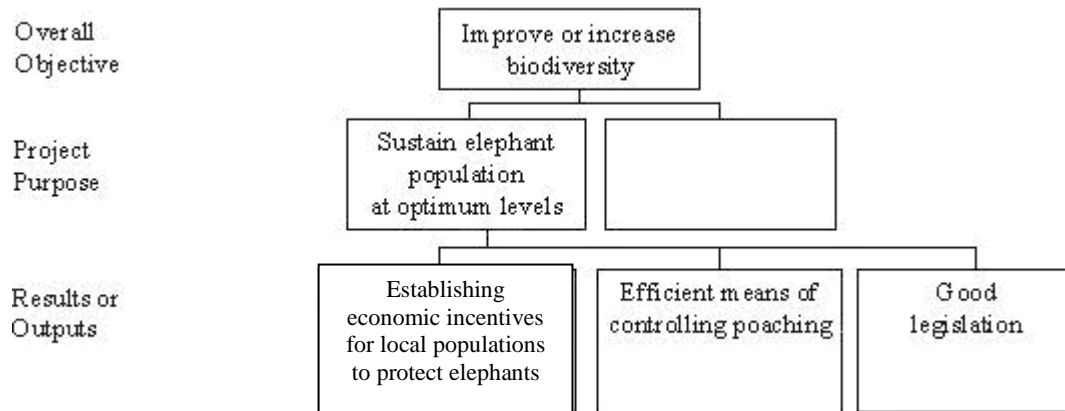 Overall
Objective
Improve or increase
biodiversity
Project
Purpose
Sustain elephant
population
at optimum levels
Results or
Outputs
Establishing
economic incentives
for local populations
to protect elephants
Efficient means of
controlling poaching
Good
legislation